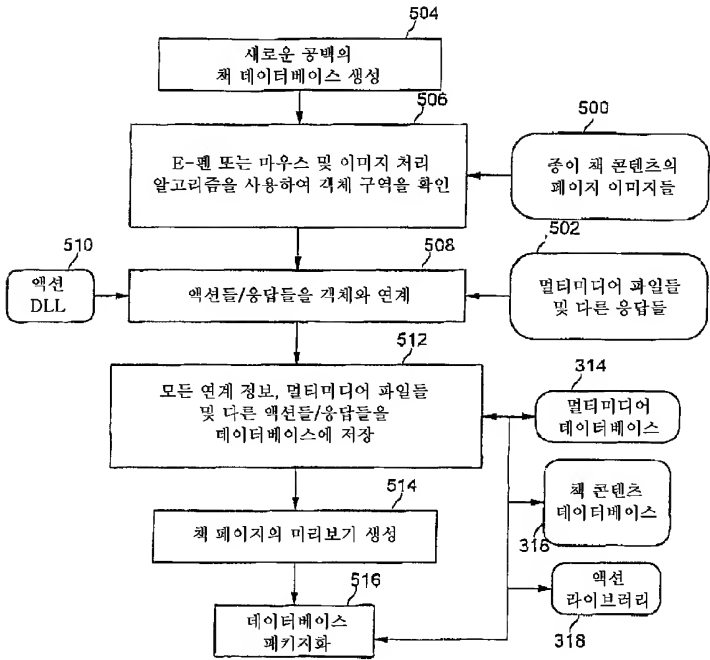 504
새로운 공백의
책 데이터베이스 생성
506
E-펜 또는 마우스 및 이미지 처리
알고리즘을 사용하여 객체 구역을 확인
500
종이 책 콘텐츠의
페이지 이미지들
510
액션
DLL
508
액션들/응답들을 객체와 연계
502
멀티미디어 파일들
및 다른 응답들
512
모든 연계 정보, 멀티미디어 파일들
및 다른 액션들/응답들을
데이터베이스에 저장
314
멀티미디어
데이터베이스
514
책 페이지의 미리보기 생성
책 콘텐츠
데이터베이스
316
516
데이터베이스
패키지화
액션
라이브러리
318